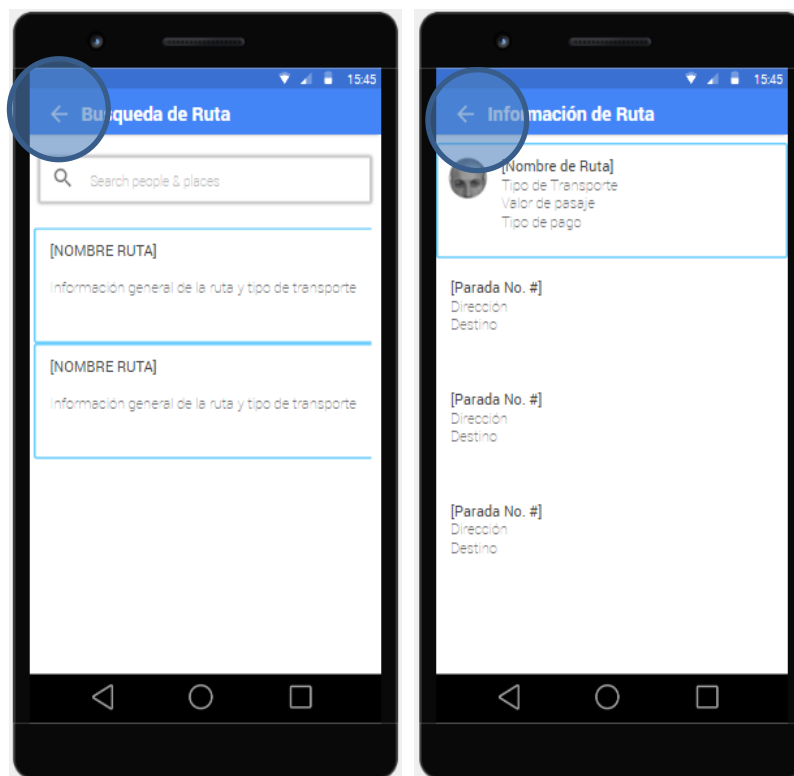 15:45
Busqueda de Ruta
Search people & places
[NOMBRE RUTA]
Información general de la ruta y tipo de transporte
[NOMBRE RUTA]
Información general de la ruta y tipo de transporte
15:45
Información de Ruta
[Nombre de Ruta]
Tipo de Transporte
Valor de pasaje
Tipo de pago
[Parada No. #]
Dirección
Destino
[Parada No. #]
Dirección
Destino
[Parada No. #]
Dirección
Destino